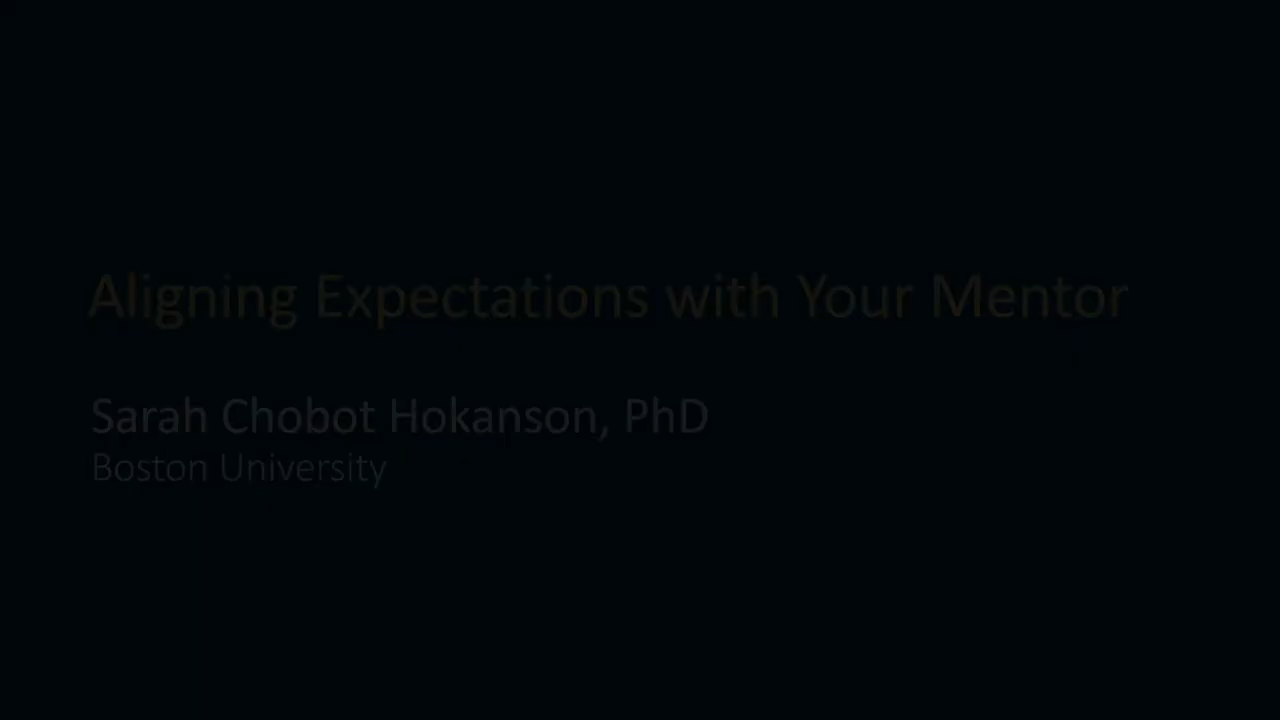 Aligning Expectations with Your Mentor
Sarah Chobot Hokanson, PhD
Boston University